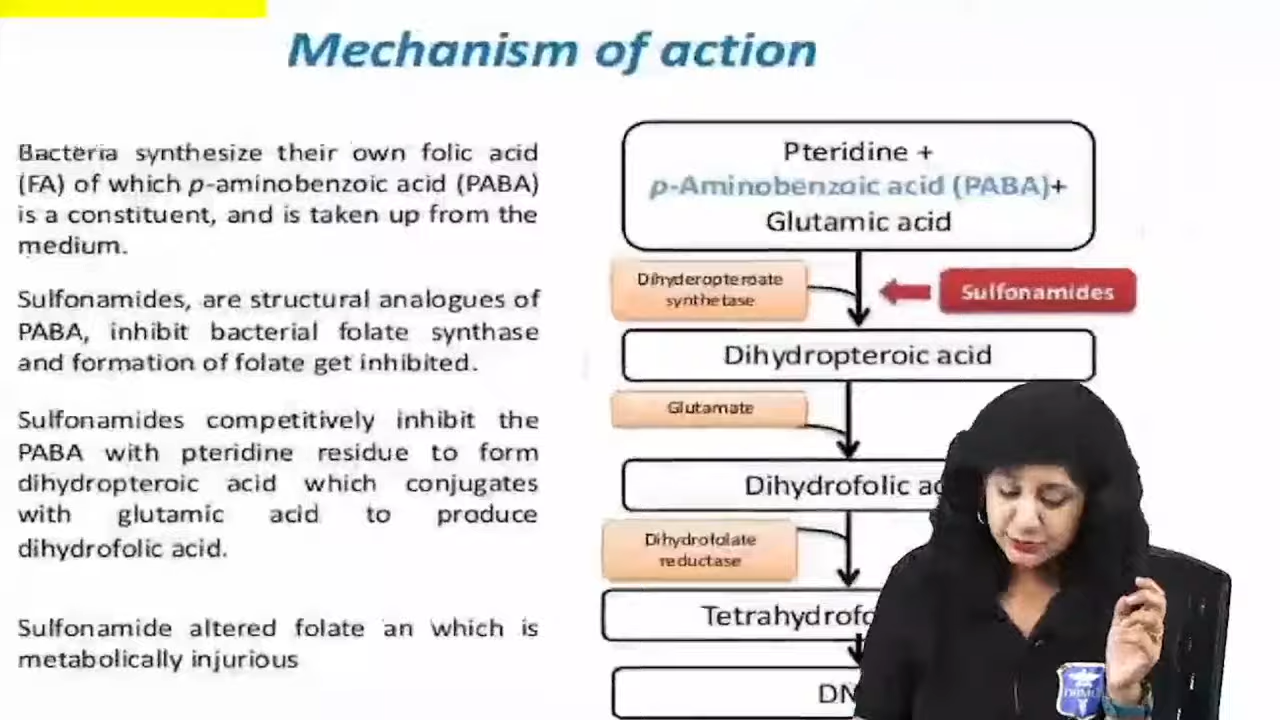 Mechanism of action
Bacteria synthesize their own folic acid
(FA) of which p-aminobenzoic acid (PABA)
is a constituent, and is taken up from the
medium.
Sulfonamides, are structural analogues of
PABA, inhibit bacterial folate synthase
and formation of folate get inhibited.
Sulfonamides competitively inhibit the
PABA with pteridine residue to form
dihydropteroic acid which conjugates
with glutamic acid to produce
dihydrofolic acid.
Sulfonamide altered folate an which is
metabolically injurious
Pteridine +
p-Aminobenzoic acid (PABA)+
Glutamic acid
Dihyderopteroate
synthetase
Sulfonamides
Dihydropteroic acid
Glutamate
Dihydrofolic
Dihydrofolate
reductase